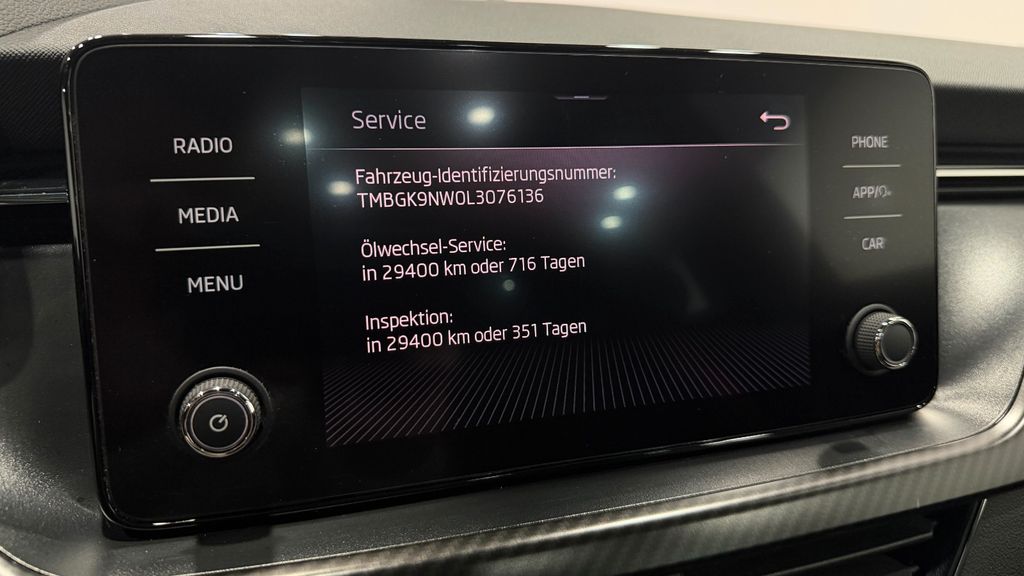 Service
RADIO
MEDIA
MENU
Fahrzeug-Identifizierungsnummer:
TMBGK9NW0L3076136
Ölwechsel-Service:
in 29400 km oder 716 Tagen
Inspektion:
in 29400 km oder 351 Tagen
PHONE
APP/
CAR